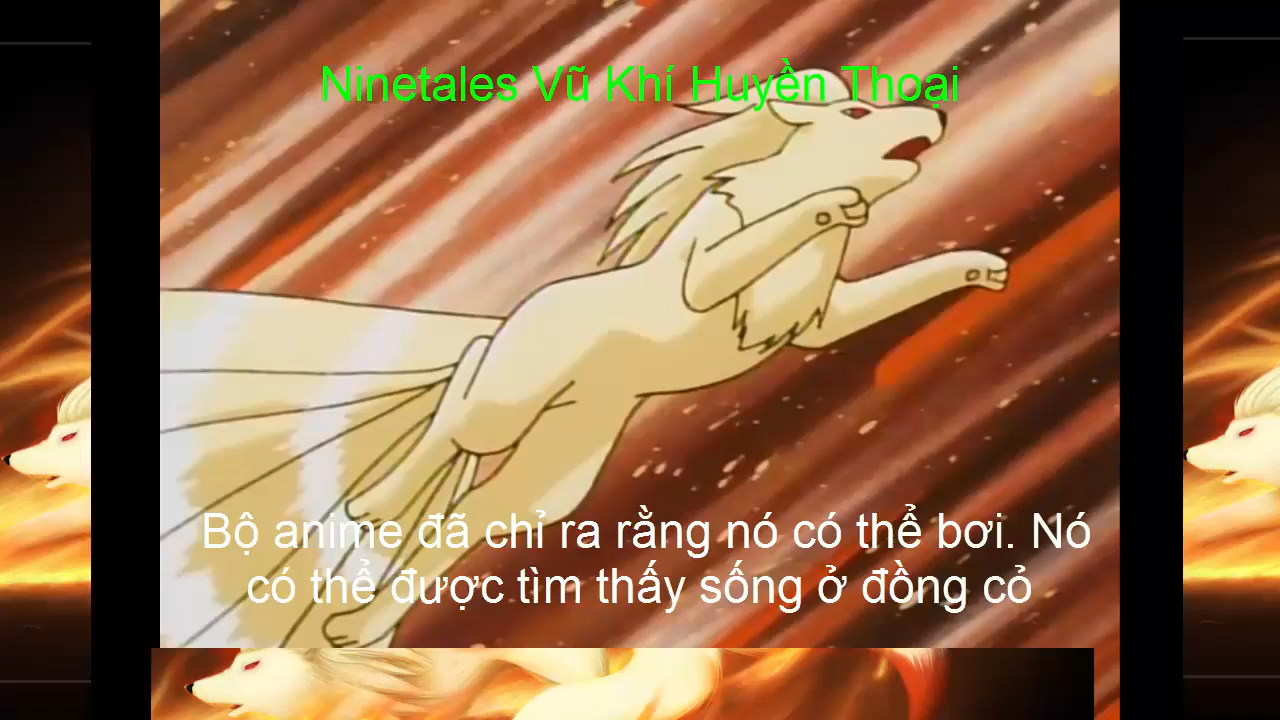 Ninetales Vũ Khí Huyền Thoại
Bộ anime đã chỉ ra rằng nó có thể bơi. Nó
có thể được tìm thấy sống ở đồng cỏ